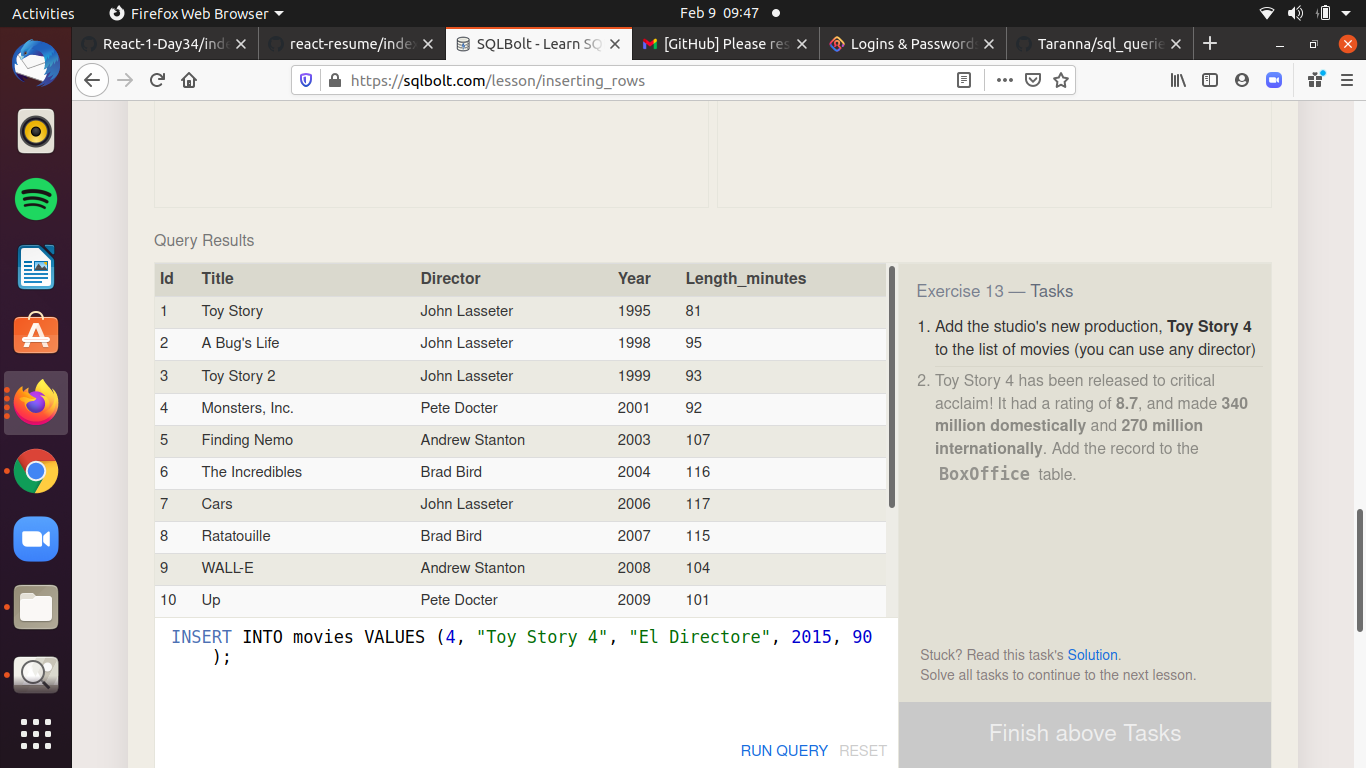 Activities Firefox Web Browser Feb 9 09:47
React-1-Day34/inde react-resume/inde SQLBolt - Learn SQ [GitHub] Please res Logins & Password Taranna/sql_querie
https://sqlbolt.com/lesson/inserting_rows
Query Results
Id Title Director Year Length_minutes
1 Toy Story John Lasseter 1995 81
2 A Bug's Life John Lasseter 1998 95
3 Toy Story 2 John Lasseter 1999 93
4 Monsters, Inc. Pete Docter 2001 92
5 Finding Nemo Andrew Stanton 2003 107
6 The Incredibles Brad Bird 2004 116
7 Cars John Lasseter 2006 117
8 Ratatouille Brad Bird 2007 115
9 WALL-E Andrew Stanton 2008 104
10 Up Pete Docter 2009 101
INSERT INTO movies VALUES (4, "Toy Story 4", "El Directore", 2015, 90
);
RUN QUERY RESET
Exercise 13 — Tasks
1. Add the studio's new production, Toy Story 4
to the list of movies (you can use any director)
2. Toy Story 4 has been released to critical
acclaim! It had a rating of 8.7, and made 340
million domestically and 270 million
internationally. Add the record to the
BoxOffice table.
Stuck? Read this task's Solution.
Solve all tasks to continue to the next lesson.
Finish above Tasks